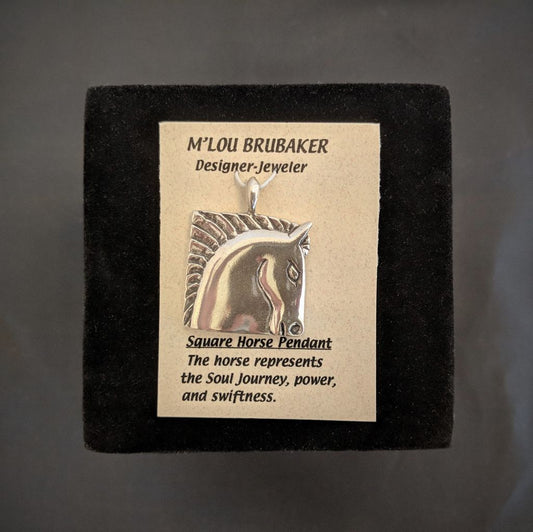 M'LOU BRUBAKER
Designer-Jeweler
Square Horse Pendant
The horse represents
the Soul Journey, power,
and swiftness.